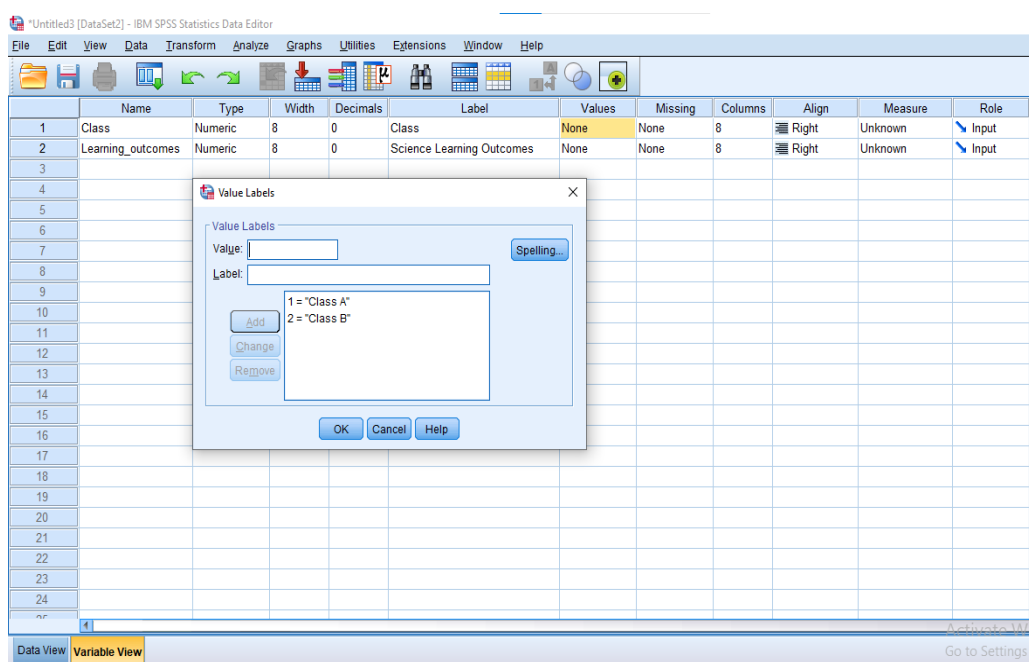 *Untitled3 [DataSet2] - IBM SPSS Statistics Data Editor
File Edit View Data Transform Analyze Graphs Utilities Extensions Window Help
Name Type Width Decimals Label Values Missing Columns Align Measure Role
1 Class Numeric 8 0 Class None None 8 Right Unknown Input
2 Learning_outcomes Numeric 8 0 Science Learning Outcomes None None 8 Right Unknown Input
3
4
5
6
7
8
9
10
11
12
13
14
15
16
17
18
19
20
21
22
23
24
Value Labels
Value Labels
Value:
Spelling...
Label:
1 = "Class A"
2 = "Class B"
Add
Change
Remove
OK Cancel Help
Activate W
Data View Variable View
Go to Settings